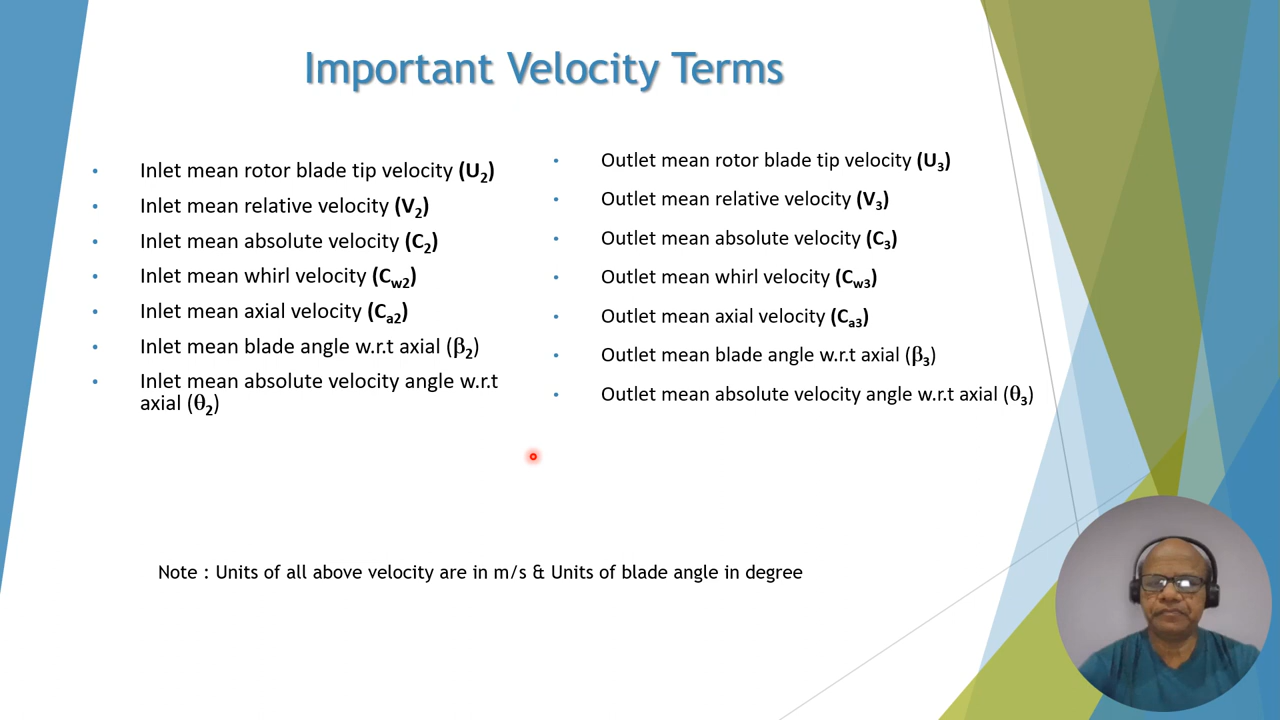 Important Velocity Terms
• Inlet mean rotor blade tip velocity (U₂)
• Inlet mean relative velocity (V₂)
• Inlet mean absolute velocity (C₂)
• Inlet mean whirl velocity (Cw2)
• Inlet mean axial velocity (Ca2)
• Inlet mean blade angle w.r.t axial (β₂)
• Inlet mean absolute velocity angle w.r.t
axial (θ₂)
• Outlet mean rotor blade tip velocity (U₃)
• Outlet mean relative velocity (V₃)
• Outlet mean absolute velocity (C₃)
• Outlet mean whirl velocity (Cw3)
• Outlet mean axial velocity (Ca3)
• Outlet mean blade angle w.r.t axial (β₃)
• Outlet mean absolute velocity angle w.r.t axial (θ₃)
Note : Units of all above velocity are in m/s & Units of blade angle in degree